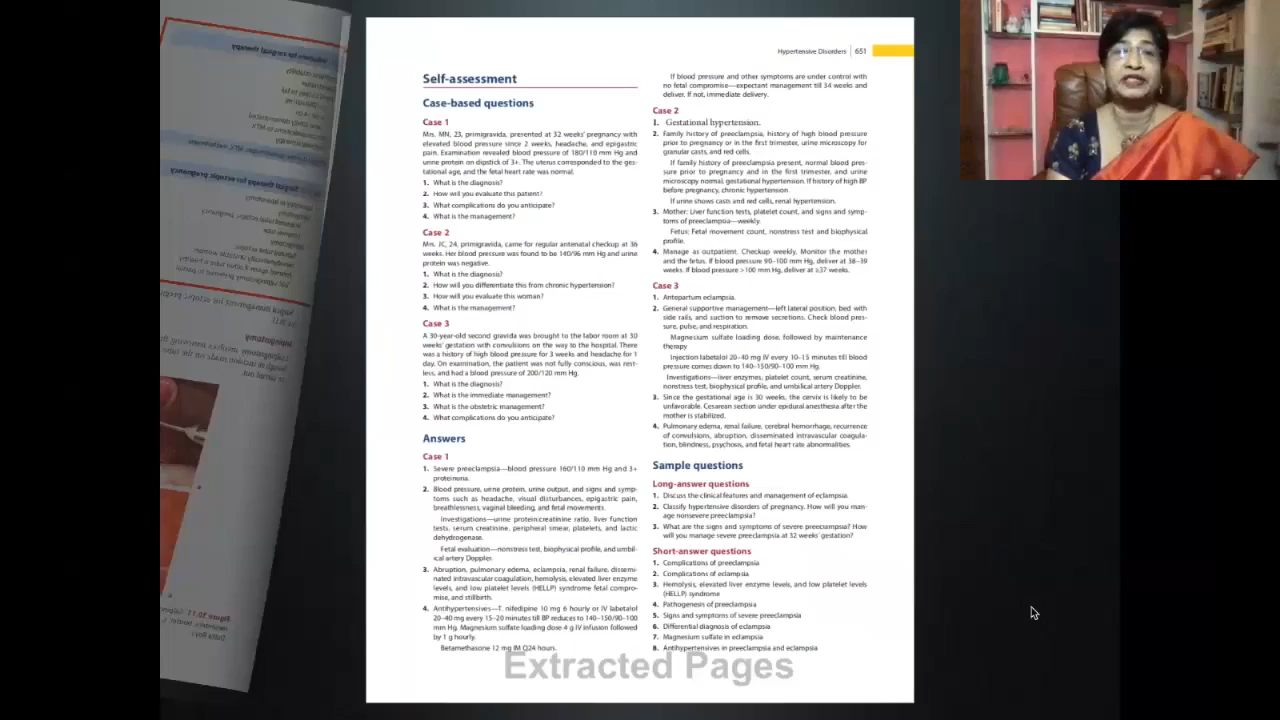 Hypertensive Disorders | 651
Self-assessment
Case-based questions
Case 1
Mrs. MN, 23, primigravida, presented at 32 weeks' pregnancy with
elevated blood pressure since 2 weeks, headache, and epigastric
pain. Examination revealed blood pressure of 180/110 mm Hg and
urine protein on dipstick of 3+. The uterus corresponded to the ges-
tational age, and the fetal heart rate was normal.
1. What is the diagnosis?
2. How will you evaluate this patient?
3. What complications do you anticipate?
4. What is the management?
Case 2
Mrs. JC, 24, primigravida, came for regular antenatal checkup at 36
weeks. Her blood pressure was found to be 140/96 mm Hg and urine
protein was negative.
1. What is the diagnosis?
2. How will you differentiate this from chronic hypertension?
3. How will you evaluate this woman?
4. What is the management?
Case 3
A 30-year-old second gravida was brought to the labor room at 30
weeks' gestation with convulsions on the way to the hospital. There
was a history of high blood pressure for 3 weeks and headache for 1
day. On examination, the patient was not fully conscious, was rest-
less, and had a blood pressure of 200/120 mm Hg.
1. What is the diagnosis?
2. What is the immediate management?
3. What is the obstetric management?
4. What complications do you anticipate?
Answers
Case 1
1. Severe preeclampsia—blood pressure 160/110 mm Hg and 3+
proteinuria.
2. Blood pressure, urine protein, urine output, and signs and symp-
toms such as headache, visual disturbances, epigastric pain,
breathlessness, vaginal bleeding, and fetal movements.
Investigations—urine protein:creatinine ratio, liver function
tests, serum creatinine, peripheral smear, platelets, and lactic
dehydrogenase.
Fetal evaluation—nonstress test, biophysical profile, and umbil-
ical artery Doppler.
3. Abruption, pulmonary edema, eclampsia, renal failure, dissemi-
nated intravascular coagulation, hemolysis, elevated liver enzyme
levels, and low platelet levels (HELLP) syndrome fetal compro-
mise, and stillbirth.
4. Antihypertensives—T. nifedipine 10 mg 6 hourly or IV labetalol
20–40 mg every 15–20 minutes till BP reduces to 140–150/90–100
mm Hg. Magnesium sulfate loading dose 4 g IV infusion followed
by 1 g hourly.
Betamethasone 12 mg IM Q24 hours.
If blood pressure and other symptoms are under control with
no fetal compromise—expectant management till 34 weeks and
deliver. If not, immediate delivery.
Case 2
1. Gestational hypertension.
2. Family history of preeclampsia, history of high blood pressure
prior to pregnancy or in the first trimester, urine microscopy for
granular casts, and red cells.
If family history of preeclampsia present, normal blood pres-
sure prior to pregnancy and in the first trimester, and urine
microscopy normal, gestational hypertension. If history of high BP
before pregnancy, chronic hypertension.
If urine shows casts and red cells, renal hypertension.
3. Mother: Liver function tests, platelet count, and signs and symp-
toms of preeclampsia—weekly.
Fetus: Fetal movement count, nonstress test and biophysical
profile.
4. Manage as outpatient. Checkup weekly. Monitor the mother
and the fetus. If blood pressure 90–100 mm Hg, deliver at 38–39
weeks. If blood pressure >100 mm Hg, deliver at ≥37 weeks.
Case 3
1. Antepartum eclampsia.
2. General supportive management—left lateral position, bed with
side rails, and suction to remove secretions. Check blood pres-
sure, pulse, and respiration.
Magnesium sulfate loading dose, followed by maintenance
therapy
Injection labetalol 20–40 mg IV every 10–15 minutes till blood
pressure comes down to 140–150/90–100 mm Hg.
Investigations—liver enzymes, platelet count, serum creatinine,
nonstress test, biophysical profile, and umbilical artery Doppler.
3. Since the gestational age is 30 weeks, the cervix is likely to be
unfavorable. Cesarean section under epidural anesthesia after the
mother is stabilized.
4. Pulmonary edema, renal failure, cerebral hemorrhage, recurrence
of convulsions, abruption, disseminated intravascular coagula-
tion, blindness, psychosis, and fetal heart rate abnormalities.
Sample questions
Long-answer questions
1. Discuss the clinical features and management of eclampsia.
2. Classify hypertensive disorders of pregnancy. How will you man-
age nonsevere preeclampsia?
3. What are the signs and symptoms of severe preeclampsia? How
will you manage severe preeclampsia at 32 weeks' gestation?
Short-answer questions
1. Complications of preeclampsia
2. Complications of eclampsia
3. Hemolysis, elevated liver enzyme levels, and low platelet levels
(HELLP) syndrome
4. Pathogenesis of preeclampsia
5. Signs and symptoms of severe preeclampsia
6. Differential diagnosis of eclampsia
7. Magnesium sulfate in eclampsia
8. Antihypertensives in preeclampsia and eclampsia
Extracted Pages